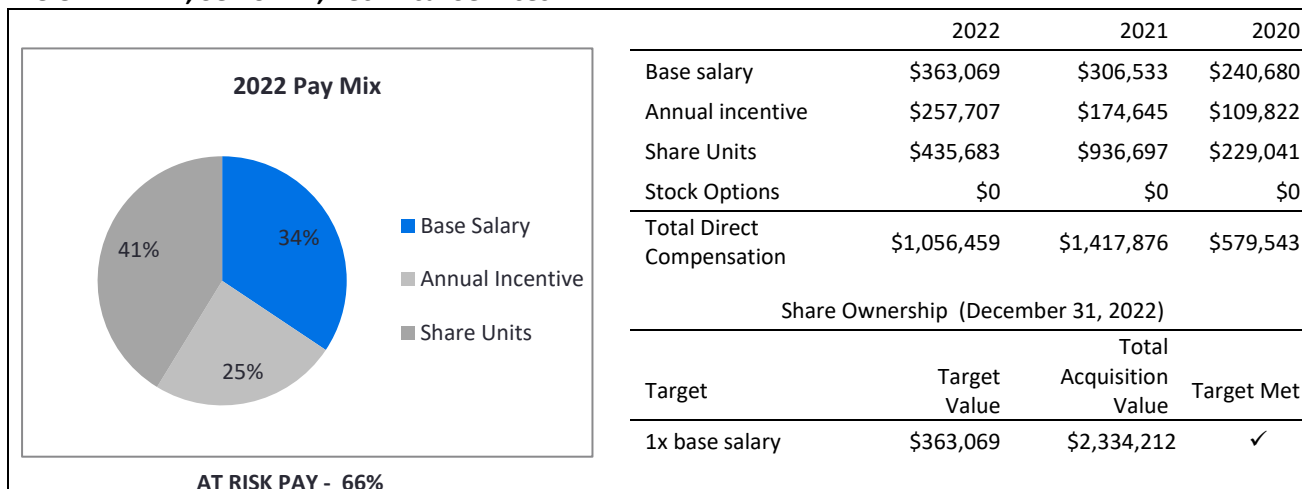 2022 Pay Mix
34%
25%
41%
Base Salary
Annual Incentive
Share Units
AT RISK PAY - 66%
2022 2021 2020
Base salary $363,069 $306,533 $240,680
Annual incentive $257,707 $174,645 $109,822
Share Units $435,683 $936,697 $229,041
Stock Options $0 $0 $0
Total Direct
Compensation $1,056,459 $1,417,876 $579,543
Share Ownership (December 31, 2022)
Target Target Value Total Acquisition Value Target Met
1x base salary $363,069 $2,334,212 ✓